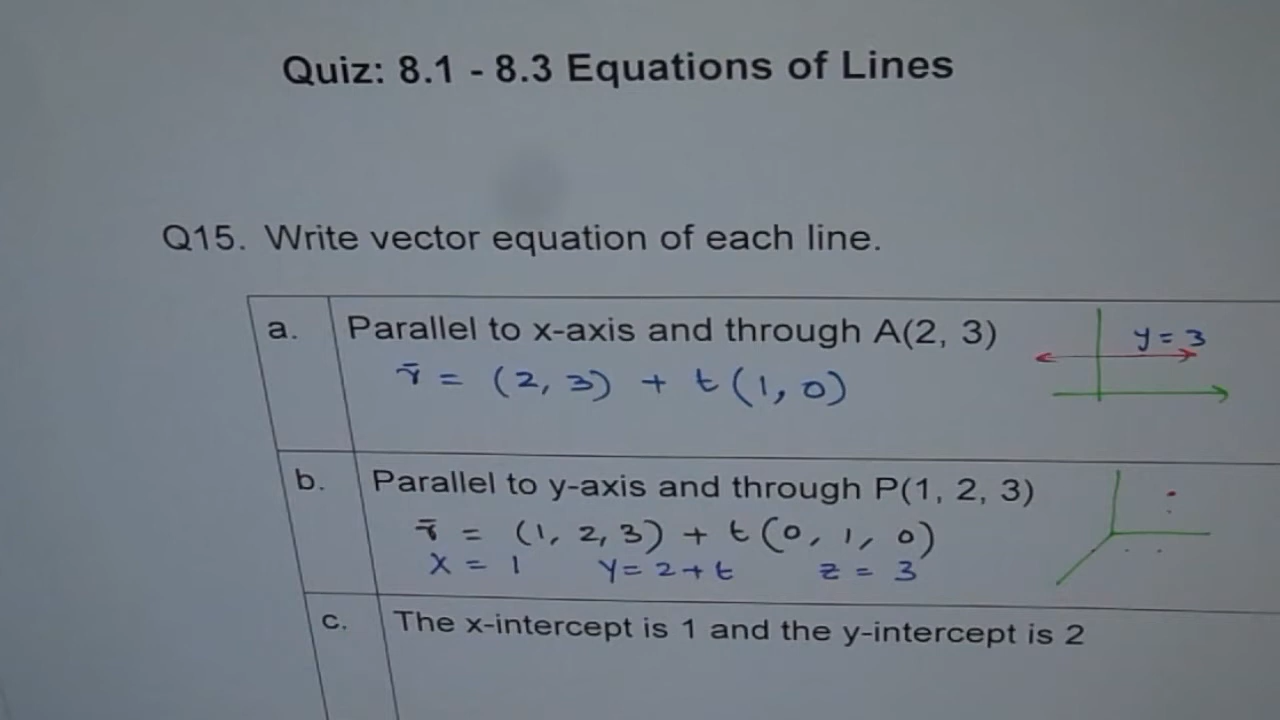 Quiz: 8.1 - 8.3 Equations of Lines
Q15. Write vector equation of each line.
a. Parallel to x-axis and through A(2, 3)
y = 3
r̄ = (2, 3) + t (1, 0)
b. Parallel to y-axis and through P(1, 2, 3)
r̄ = (1, 2, 3) + t (0, 1, 0)
x = 1 y = 2 + t z = 3
c. The x-intercept is 1 and the y-intercept is 2